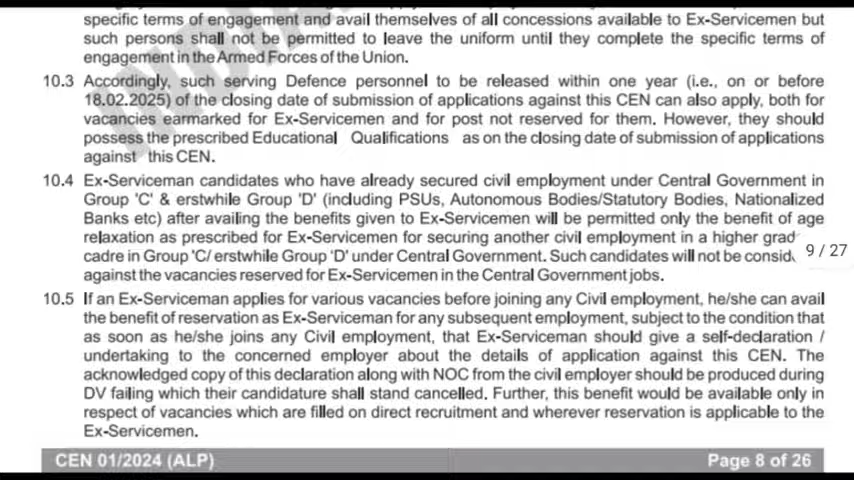 specific terms of engagement and avail themselves of all concessions available to Ex-Servicemen but
such persons shall not be permitted to leave the uniform until they complete the specific terms of
engagement in the Armed Forces of the Union.
10.3 Accordingly, such serving Defence personnel to be released within one year (i.e., on or before
18.02.2025) of the closing date of submission of applications against this CEN can also apply, both for
vacancies earmarked for Ex-Servicemen and for post not reserved for them. However, they should
possess the prescribed Educational Qualifications as on the closing date of submission of applications
against this CEN.
10.4 Ex-Serviceman candidates who have already secured civil employment under Central Government in
Group 'C' & erstwhile Group 'D' (including PSUs, Autonomous Bodies/Statutory Bodies, Nationalized
Banks etc) after availing the benefits given to Ex-Servicemen will be permitted only the benefit of age
relaxation as prescribed for Ex-Servicemen for securing another civil employment in a higher grad
cadre in Group 'C'/ erstwhile Group 'D' under Central Government. Such candidates will not be consid
9 / 27
against the vacancies reserved for Ex-Servicemen in the Central Government jobs.
10.5 If an Ex-Serviceman applies for various vacancies before joining any Civil employment, he/she can avail
the benefit of reservation as Ex-Serviceman for any subsequent employment, subject to the condition that
as soon as he/she joins any Civil employment, that Ex-Serviceman should give a self-declaration /
undertaking to the concerned employer about the details of application against this CEN. The
acknowledged copy of this declaration along with NOC from the civil employer should be produced during
DV failing which their candidature shall stand cancelled. Further, this benefit would be available only in
respect of vacancies which are filled on direct recruitment and wherever reservation is applicable to the
Ex-Servicemen.
CEN 01/2024 (ALP) Page 8 of 26